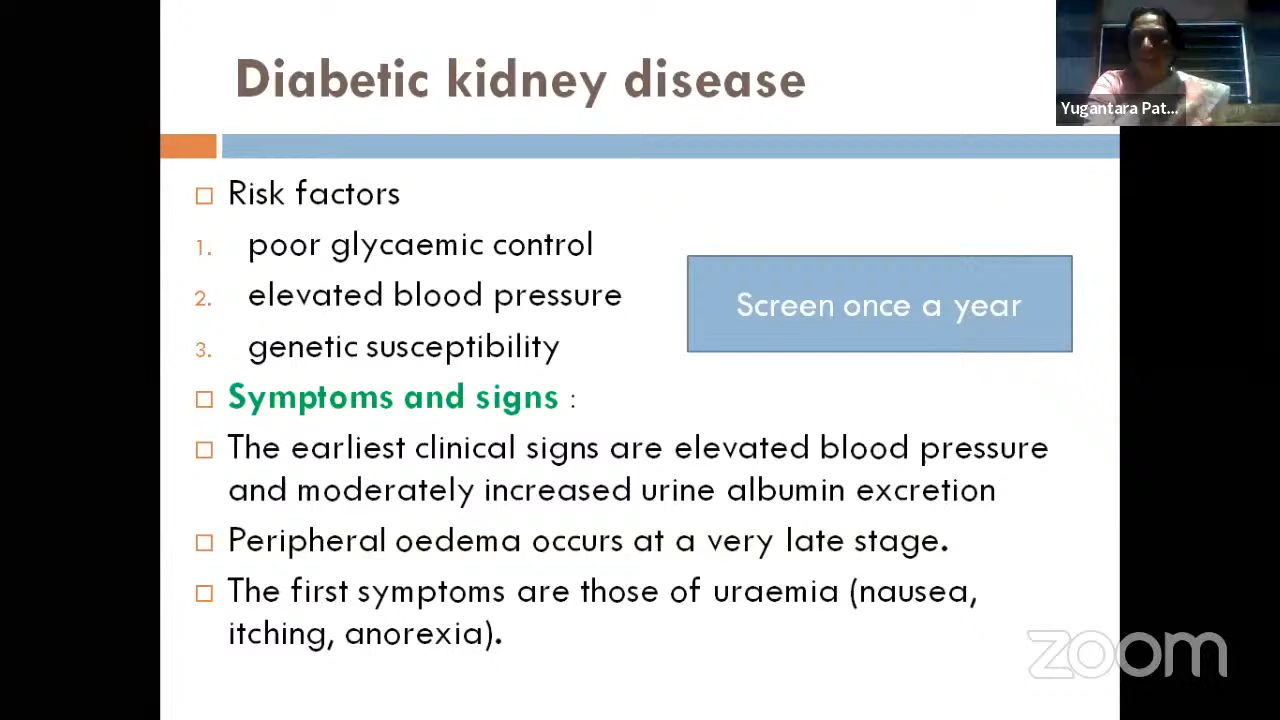 Diabetic kidney disease
Yugantara Pat...
Risk factors
1. poor glycaemic control
2. elevated blood pressure
3. genetic susceptibility
Screen once a year
Symptoms and signs :
The earliest clinical signs are elevated blood pressure
and moderately increased urine albumin excretion
Peripheral oedema occurs at a very late stage.
The first symptoms are those of uraemia (nausea,
itching, anorexia).
zoom